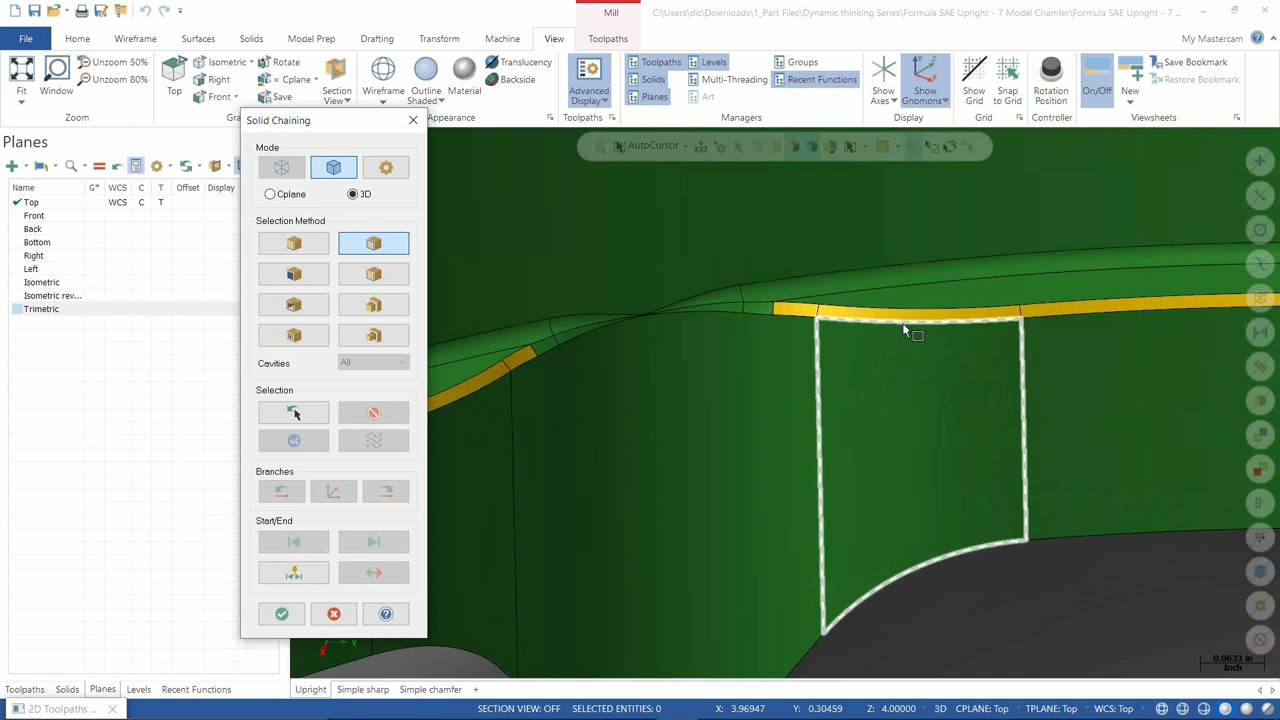 Mill
C:\Users\dic\Downloads\1_Part Files\Dynamic thinking Series\Formula SAE Upright - 7 Model Chamfer\Formula SAE Upright - 7 ...
File
Home
Wireframe
Surfaces
Solids
Model Prep
Drafting
Transform
Machine
View
Toolpaths
My Mastercam
Fit
Window
Unzoom 50%
Unzoom 80%
Zoom
Top
Isometric
Right
Front
Rotate
= Cplane
Save
Section View
Wireframe
Outline Shaded
Material
Translucency
Backside
Appearance
Advanced Display
Toolpaths
Toolpaths
Solids
Planes
Levels
Multi-Threading
Art
Groups
Recent Functions
Managers
Show Axes
Show Gnomons
Display
Show Grid
Snap to Grid
Grid
Rotation Position
Controller
On/Off
New
Save Bookmark
Restore Bookmark
Viewsheets
Planes
Name G* WCS C T Offset Display
Top WCS C T
Front
Back
Bottom
Right
Left
Isometric
Isometric rev...
Trimetric
Solid Chaining
Mode
Cplane
3D
Selection Method
Cavities
All
Selection
Branches
Start/End
AutoCursor
0.0633 in
Inch
Toolpaths
Solids
Planes
Levels
Recent Functions
Upright
Simple sharp
Simple chamfer
+
2D Toolpaths ...
SECTION VIEW: OFF
SELECTED ENTITIES: 0
X: 3.96947
Y: 0.30459
Z: 4.00000
3D
CPLANE: Top
TPLANE: Top
WCS: Top